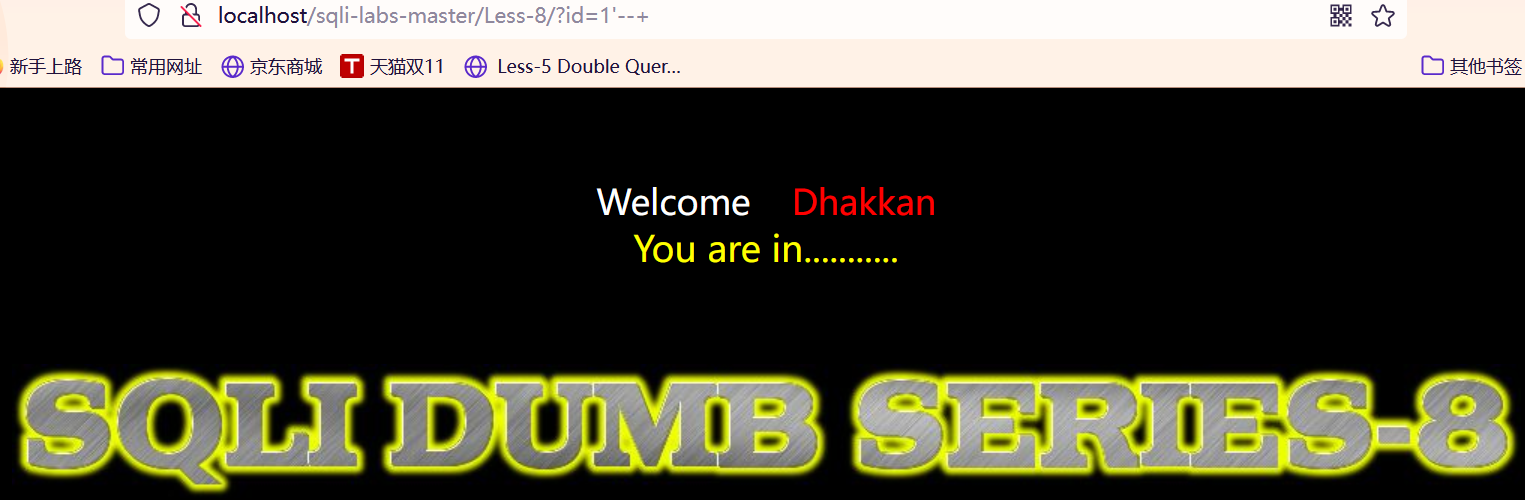 localhost/sqli-labs-master/Less-8/?id=1'--+
新手上路 常用网址 京东商城 T 天猫双11 Less-5 Double Quer... 其他书签
Welcome Dhakkan
You are in...........
SQLI DUMB SERIES-8